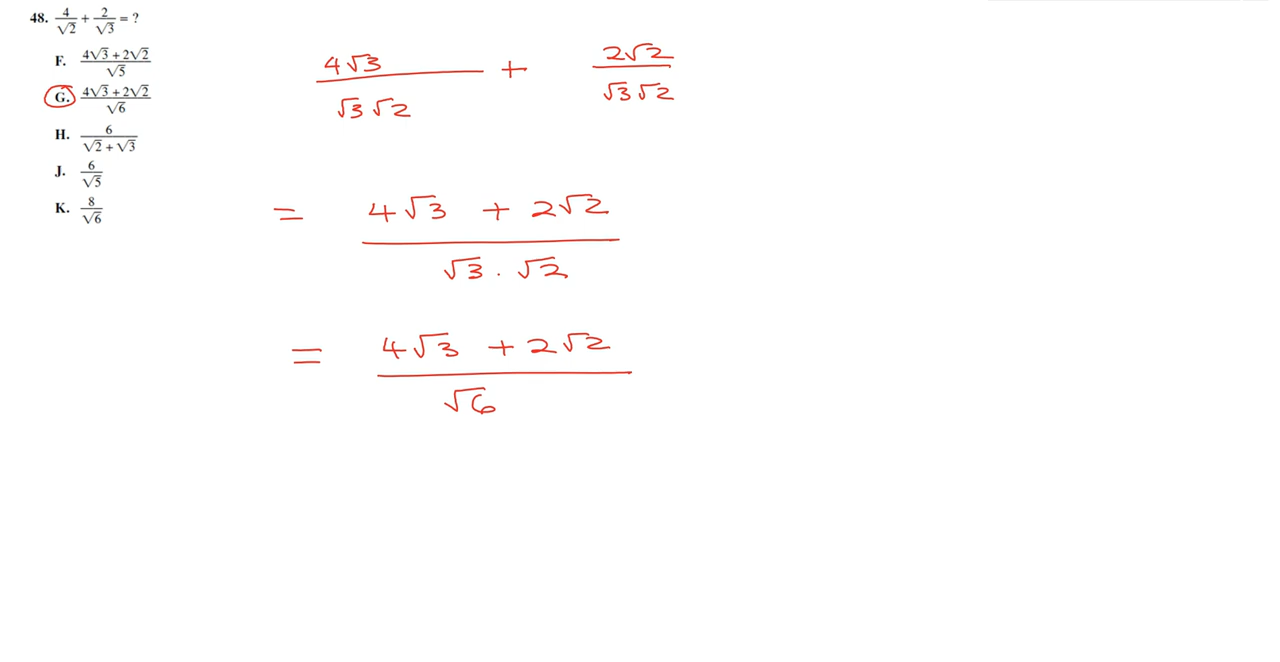 48. 4/√2 + 2/√3 = ?
F. (4√3 + 2√2)/√5
G. (4√3 + 2√2)/√6
H. 6/(√2 + √3)
J. 6/√5
K. 8/√6
4√3/(√3√2) + 2√2/(√3√2)
= (4√3 + 2√2)/(√3 · √2)
= (4√3 + 2√2)/√6